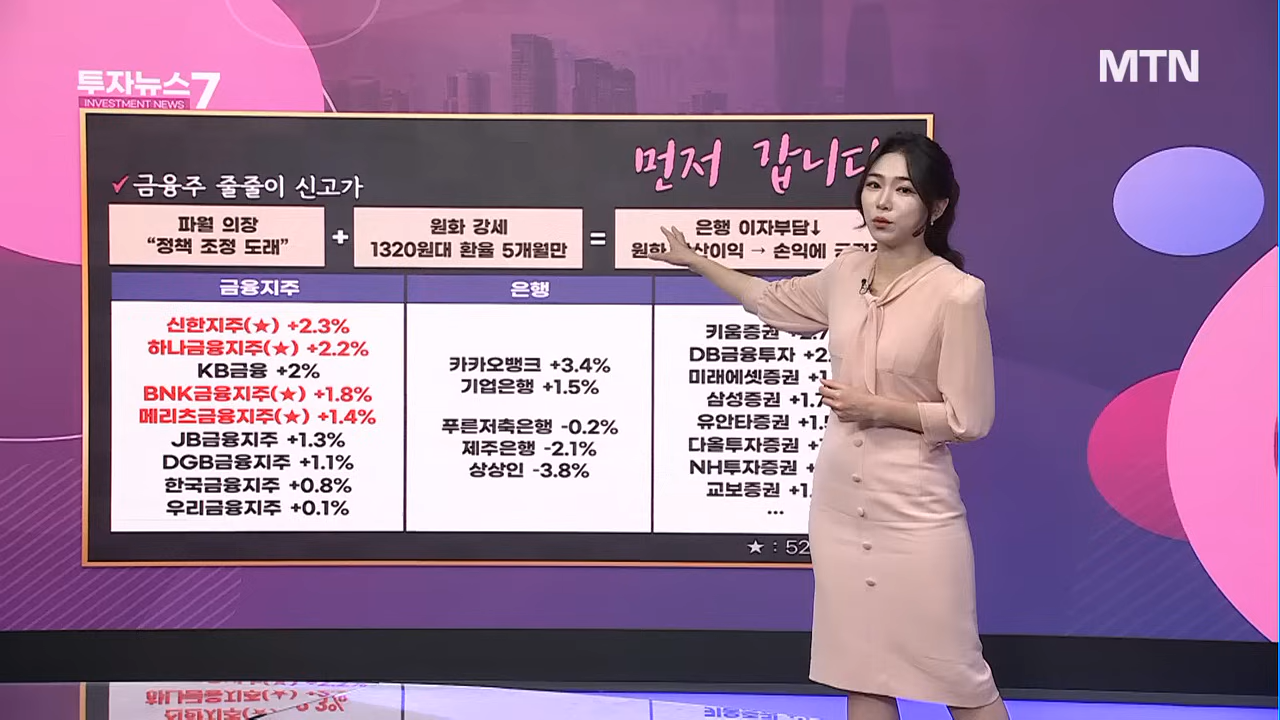 투자뉴스7
INVESTMENT NEWS
MTN
먼저 갑니다
✓금융주 줄줄이 신고가
파월 의장
“정책 조정 도래”
+
원화 강세
1320원대 환율 5개월만
=
은행 이자부담↓
→ 손익에
금융지주
은행
신한지주(★) +2.3%
하나금융지주(★) +2.2%
KB금융 +2%
BNK금융지주(★) +1.8%
메리츠금융지주(★) +1.4%
JB금융지주 +1.3%
DGB금융지주 +1.1%
한국금융지주 +0.8%
우리금융지주 +0.1%
카카오뱅크 +3.4%
기업은행 +1.5%
푸른저축은행 -0.2%
제주은행 -2.1%
상상인 -3.8%
키움증권
DB금융투자
미래에셋증권
삼성증권
유안타증권
다올투자증권
NH투자증권
교보증권
...
★ : 52